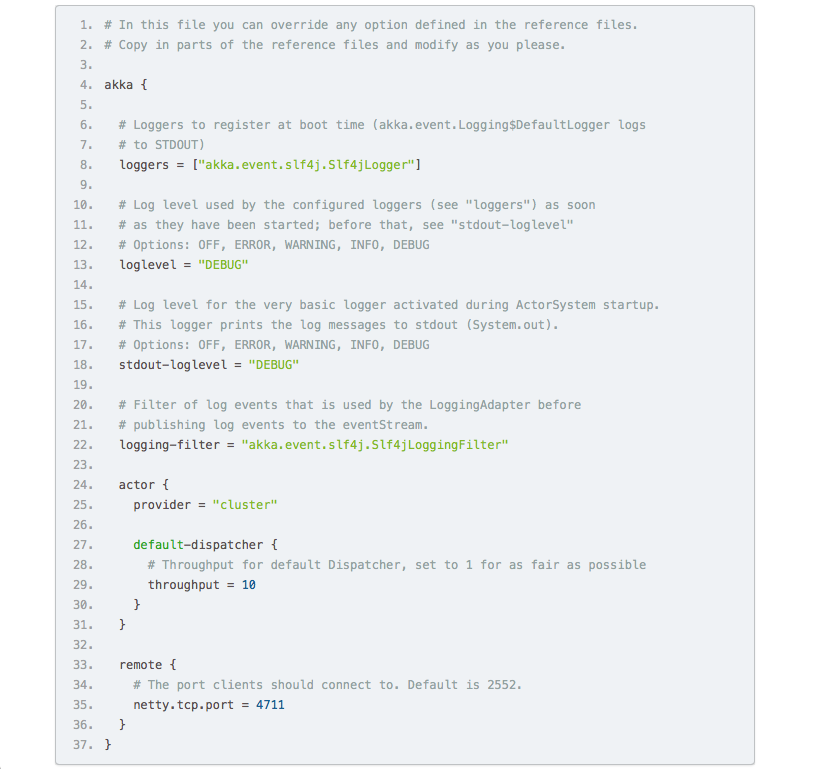 1. # In this file you can override any option defined in the reference files.
2. # Copy in parts of the reference files and modify as you please.
3.
4. akka {
5.
6.   # Loggers to register at boot time (akka.event.Logging$DefaultLogger logs
7.   # to STDOUT)
8.   loggers = ["akka.event.slf4j.Slf4jLogger"]
9.
10.   # Log level used by the configured loggers (see "loggers") as soon
11.   # as they have been started; before that, see "stdout-loglevel"
12.   # Options: OFF, ERROR, WARNING, INFO, DEBUG
13.   loglevel = "DEBUG"
14.
15.   # Log level for the very basic logger activated during ActorSystem startup.
16.   # This logger prints the log messages to stdout (System.out).
17.   # Options: OFF, ERROR, WARNING, INFO, DEBUG
18.   stdout-loglevel = "DEBUG"
19.
20.   # Filter of log events that is used by the LoggingAdapter before
21.   # publishing log events to the eventStream.
22.   logging-filter = "akka.event.slf4j.Slf4jLoggingFilter"
23.
24.   actor {
25.     provider = "cluster"
26.
27.     default-dispatcher {
28.       # Throughput for default Dispatcher, set to 1 for as fair as possible
29.       throughput = 10
30.     }
31.   }
32.
33.   remote {
34.     # The port clients should connect to. Default is 2552.
35.     netty.tcp.port = 4711
36.   }
37. }